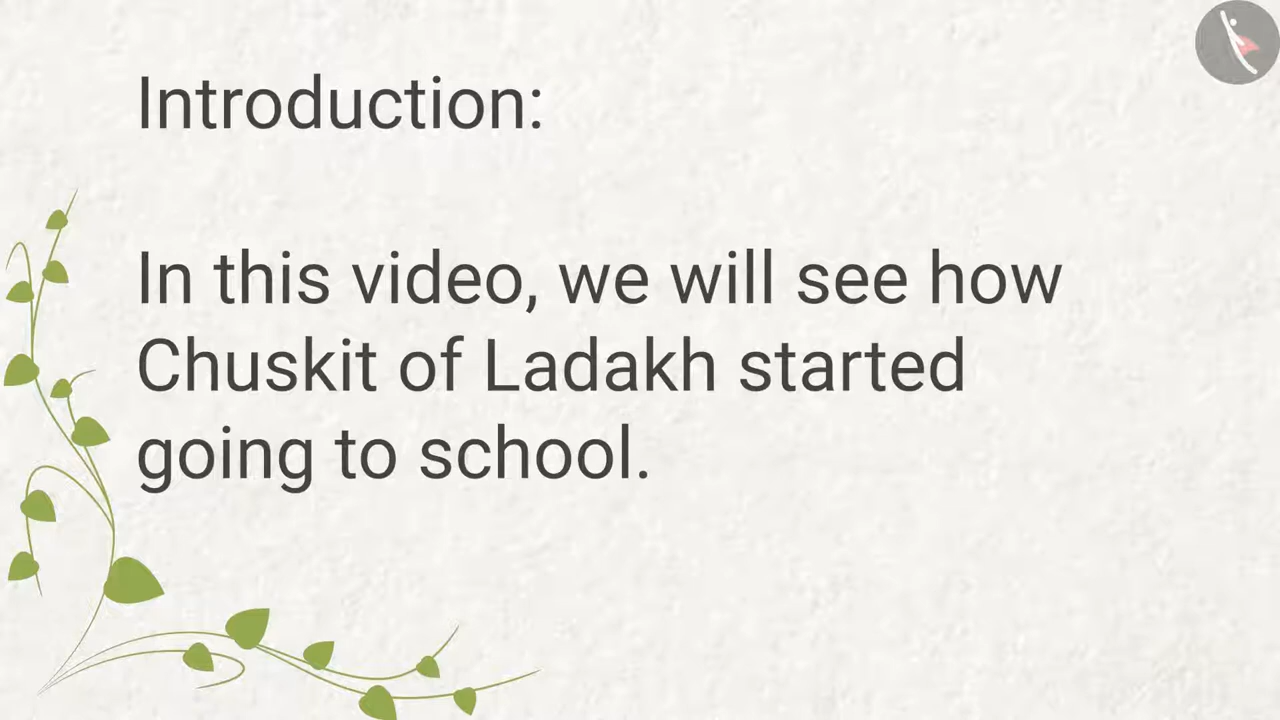 Introduction:
In this video, we will see how
Chuskit of Ladakh started
going to school.